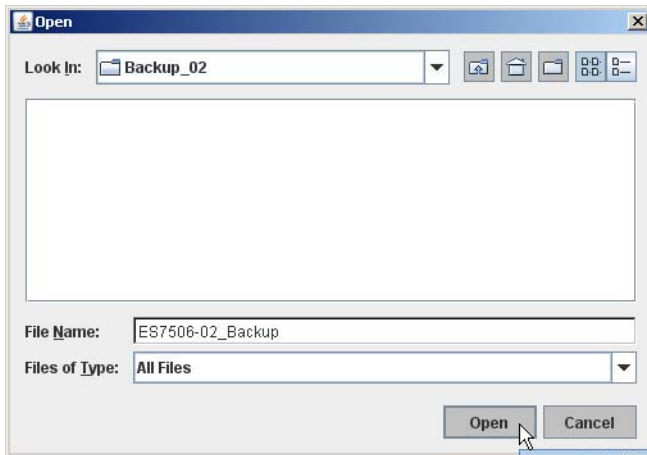 Open
Look In: Backup_02
File Name: ES7506-02_Backup
Files of Type: All Files
Open Cancel